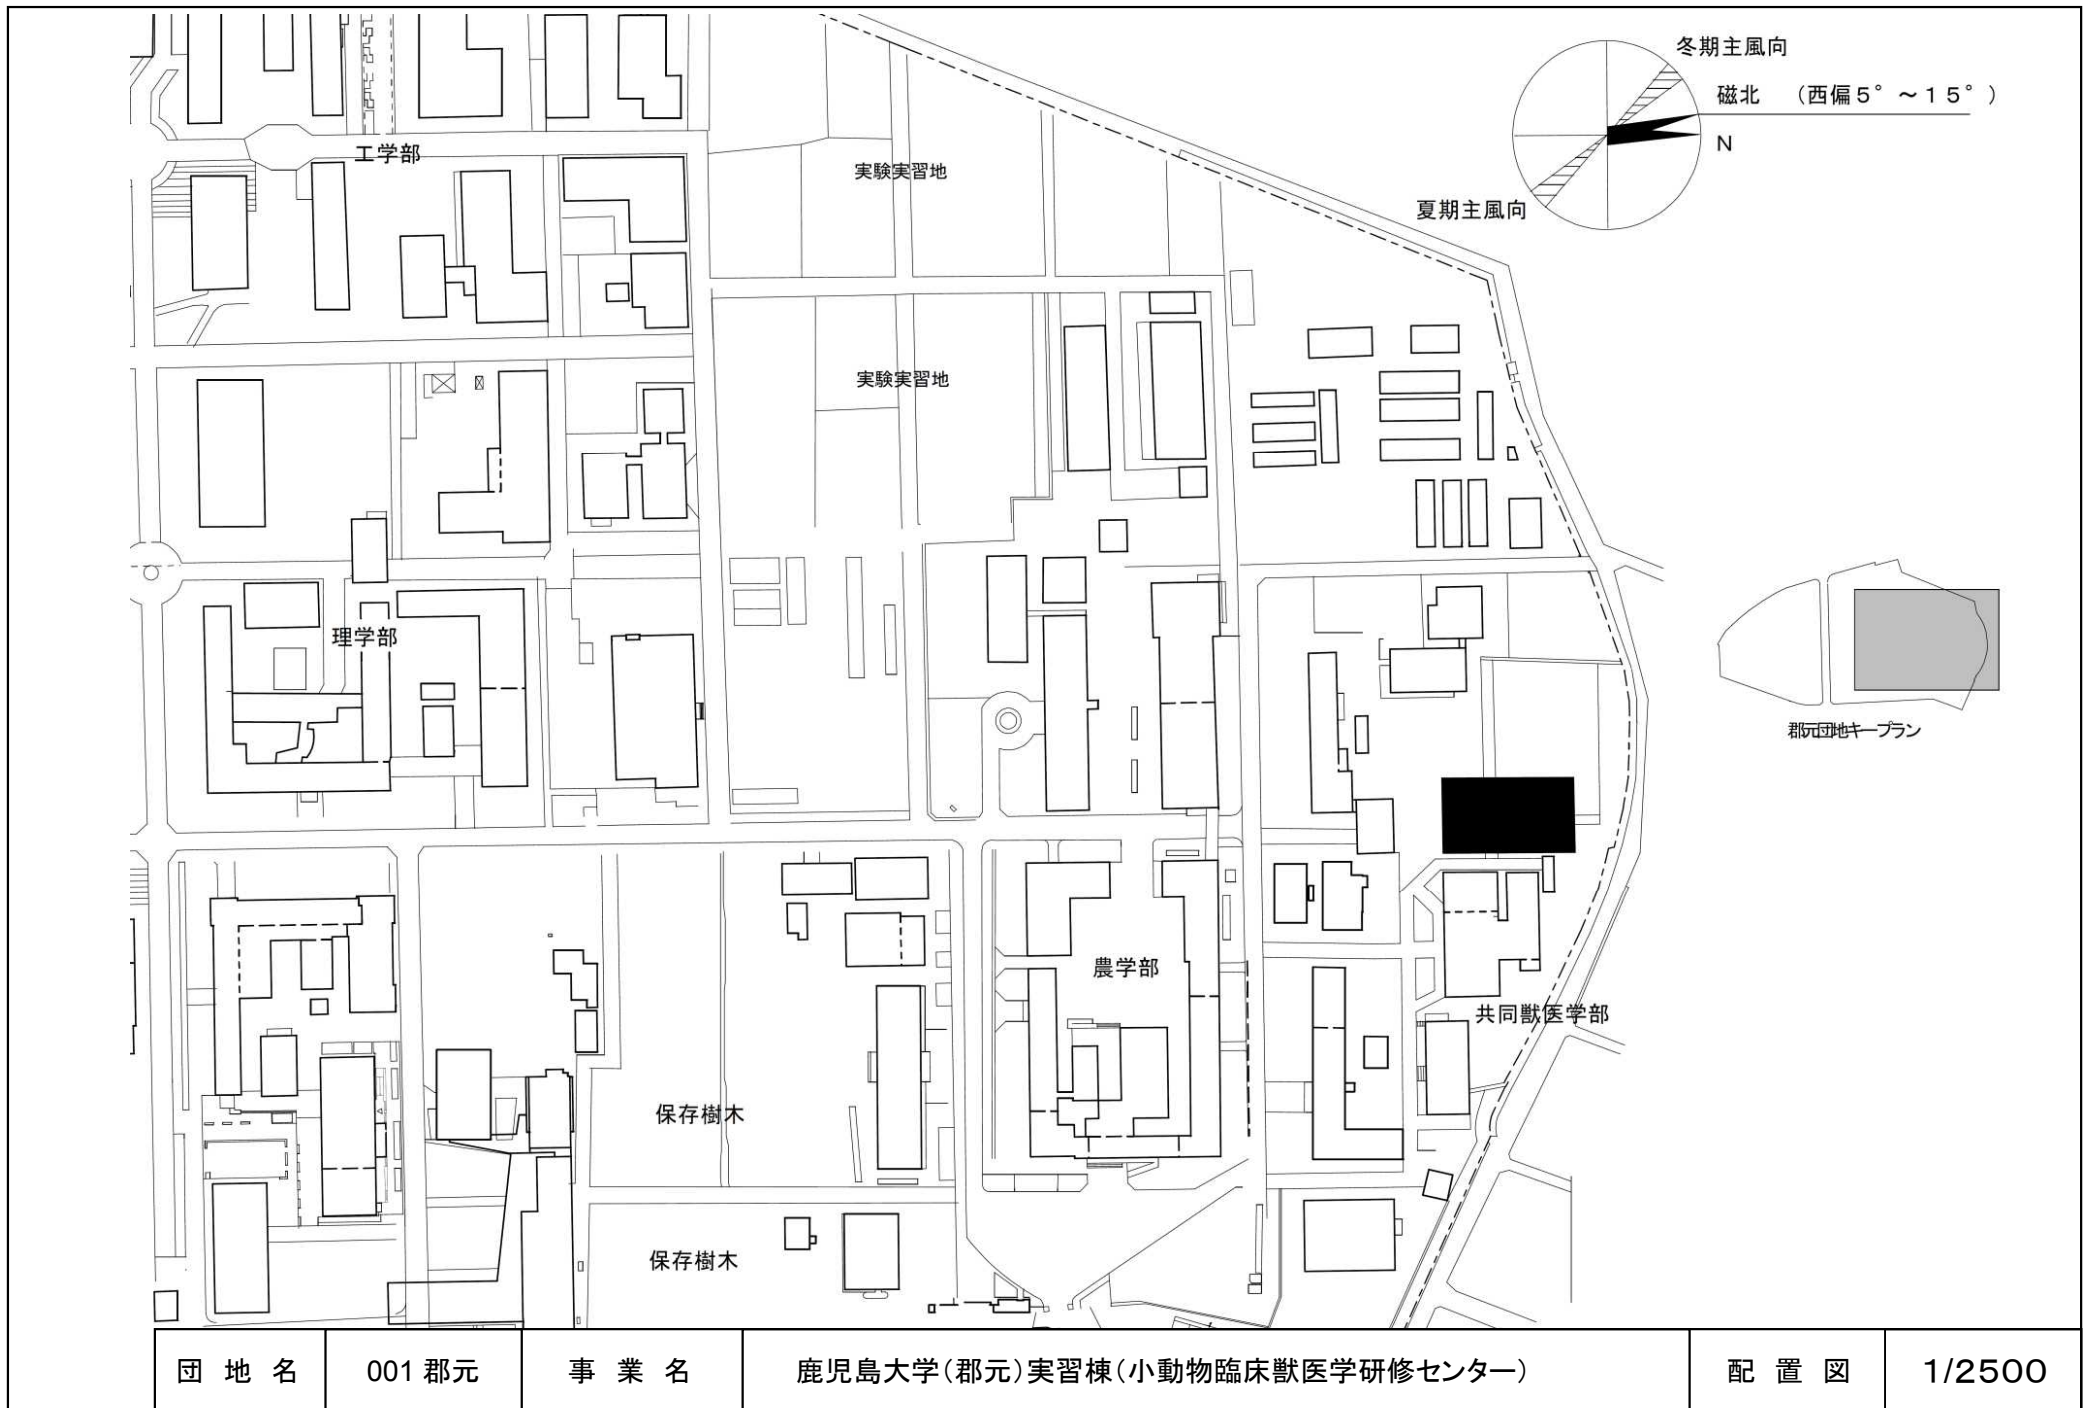 冬期主風向
磁北　（西偏５°～１５°）
N
夏期主風向
工学部
実験実習地
実験実習地
理学部
郡元団地キープラン
農学部
共同獣医学部
保存樹木
保存樹木
団地名
001 郡元
事業名
鹿児島大学（郡元）実習棟（小動物臨床獣医学研修センター）
配置図
1/2500